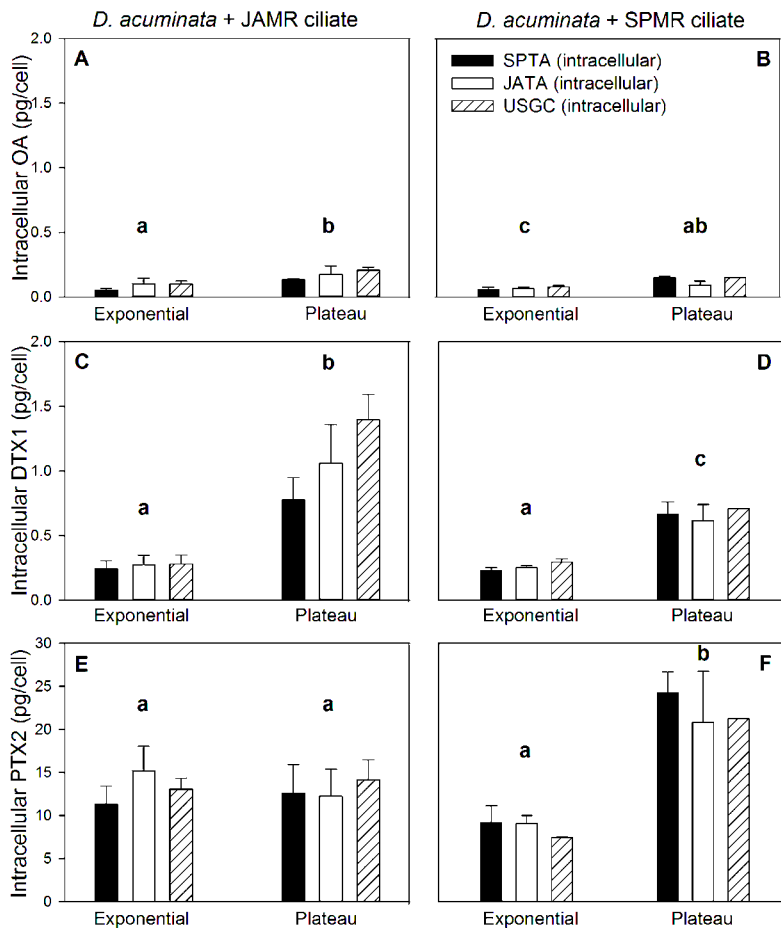 D. acuminata + JAMR ciliate
D. acuminata + SPMR ciliate
Intracellular OA (pg/cell)
2.0
1.5
1.0
0.5
0.0
A
a
b
Exponential
Plateau
B
SPTA (intracellular)
JATA (intracellular)
USGC (intracellular)
c
ab
Exponential
Plateau
Intracellular DTX1 (pg/cell)
2.0
1.5
1.0
0.5
0.0
C
a
b
Exponential
Plateau
D
a
c
Exponential
Plateau
Intracellular PTX2 (pg/cell)
30
25
20
15
10
5
0
E
a
a
Exponential
Plateau
F
a
b
Exponential
Plateau